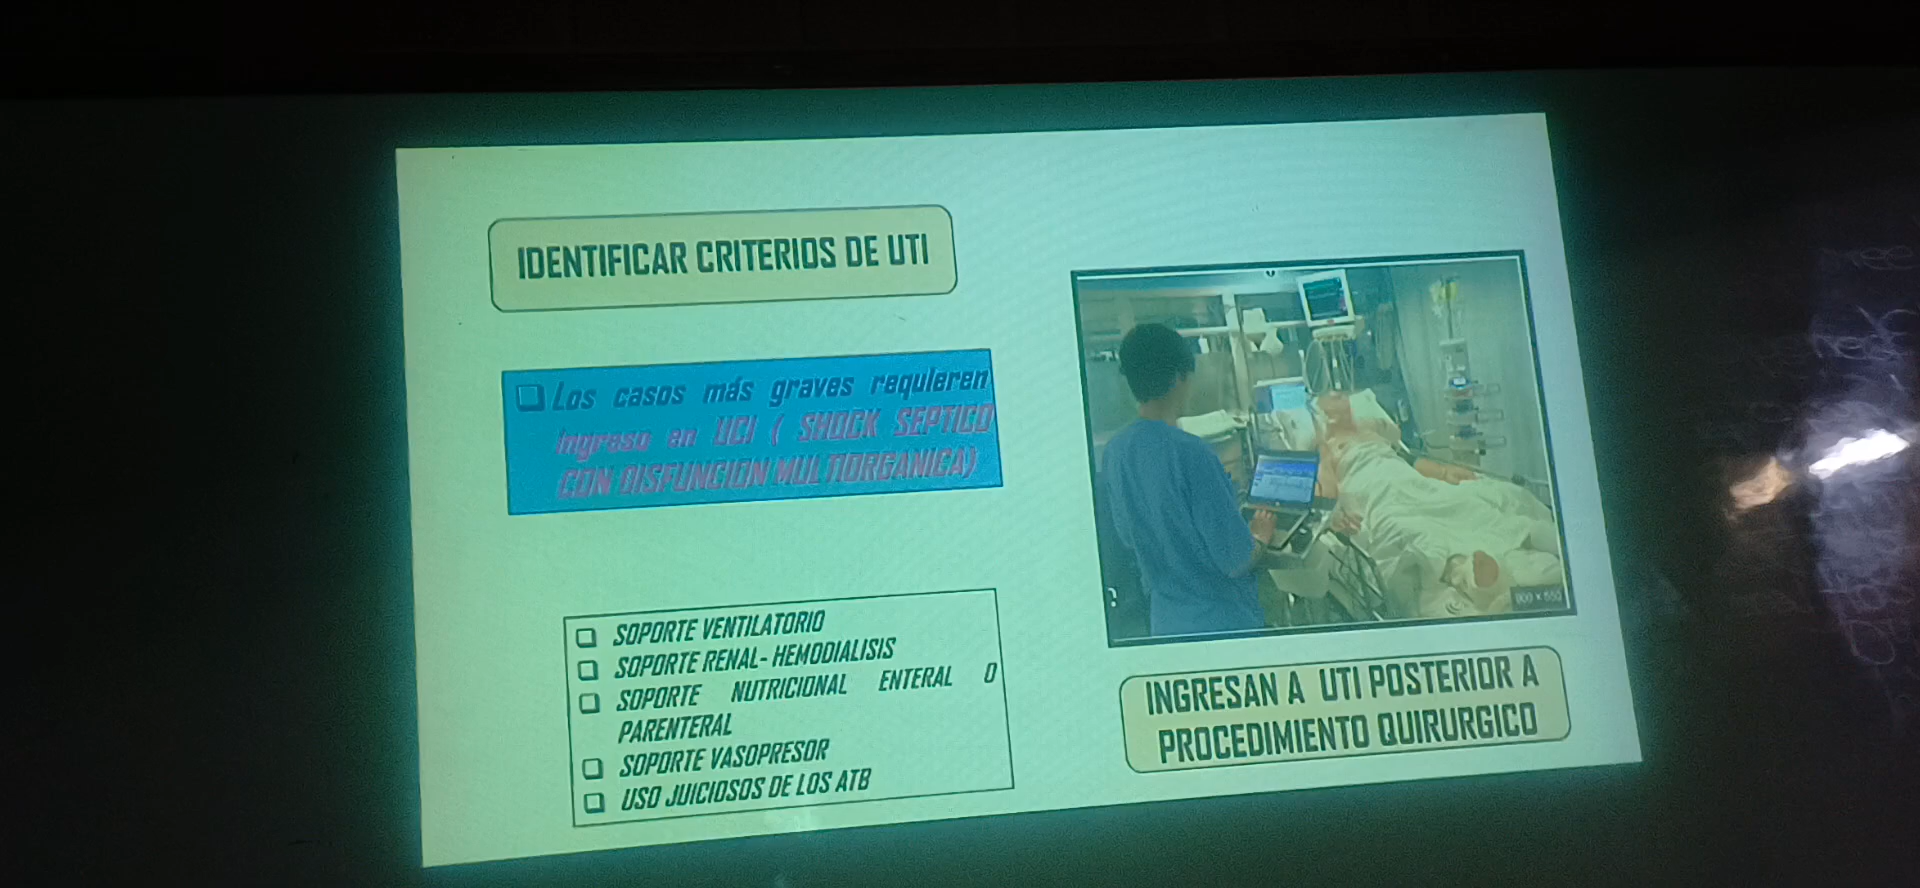 IDENTIFICAR CRITERIOS DE UTI
Los casos más graves requieren
ingreso en UCI ( SHOCK SEPTICO
CON DISFUNCION MULTIORGANICA)
SOPORTE VENTILATORIO
SOPORTE RENAL- HEMODIALISIS
SOPORTE NUTRICIONAL ENTERAL O
PARENTERAL
SOPORTE VASOPRESOR
USO JUICIOSOS DE LOS ATB
800 × 550
INGRESAN A UTI POSTERIOR A
PROCEDIMIENTO QUIRURGICO